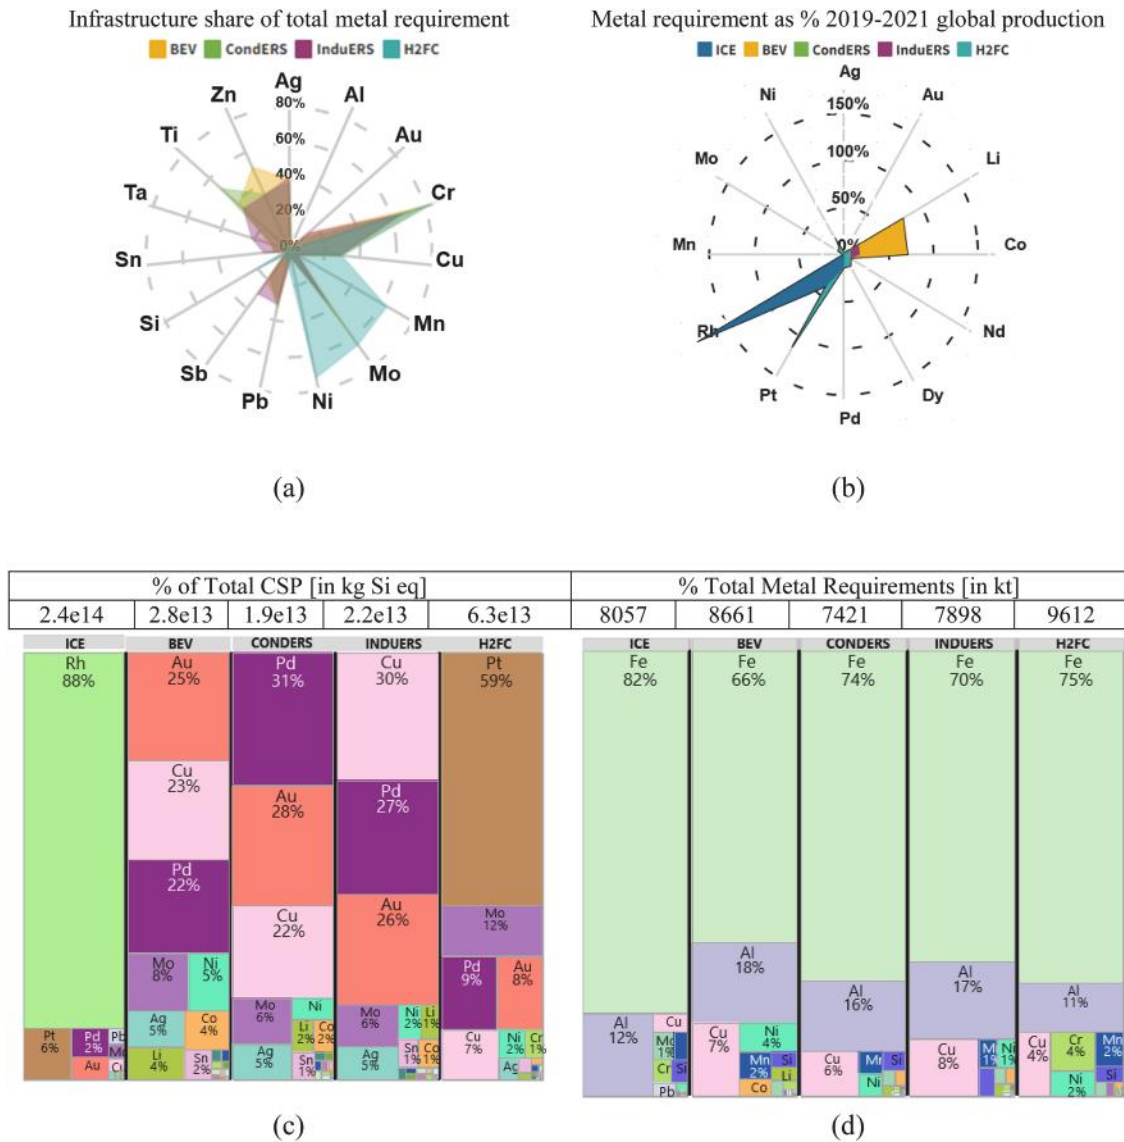 Infrastructure share of total metal requirement
BEV CondERS InduERS H2FC
Ag
Al
Au
Cr
Cu
Mn
Mo
Ni
Pb
Sb
Si
Sn
Ta
Ti
Zn
80%
60%
40%
20%
0%
(a)
Metal requirement as % 2019-2021 global production
ICE BEV CondERS InduERS H2FC
Ag
Au
Li
Co
Nd
Dy
Pd
Pt
Rh
Mn
Mo
Ni
150%
100%
50%
0%
(b)
% of Total CSP [in kg Si eq]
2.4e14 2.8e13 1.9e13 2.2e13 6.3e13
ICE BEV CONDERS INDUERS H2FC
Rh
88%
Pt
6%
Pd
2%
Pb
Au
Au
25%
Cu
23%
Pd
22%
Mo
8%
Ni
5%
Ag
5%
Co
4%
Li
4%
Sn
2%
Pd
31%
Au
28%
Cu
22%
Mo
6%
Ni
Li
2%
Co
2%
Ag
5%
Sn
1%
Cu
30%
Pd
27%
Au
26%
Mo
6%
Ni
2%
Li
1%
Ag
5%
Sn
1%
Co
1%
Pt
59%
Mo
12%
Pd
9%
Au
8%
Cu
7%
Ni
2%
Cr
1%
Ag
(c)
% Total Metal Requirements [in kt]
8057 8661 7421 7898 9612
ICE BEV CONDERS INDUERS H2FC
Fe
82%
Al
12%
Cu
1%
Cr
Si
Pb
Fe
66%
Al
18%
Cu
7%
Ni
4%
Mn
2%
Si
Co
Li
Fe
74%
Al
16%
Cu
6%
Ni
Si
Fe
70%
Al
17%
Cu
8%
1%
Ni
1%
Fe
75%
Al
11%
Cu
4%
Cr
4%
Mn
2%
Ni
2%
Si
(d)